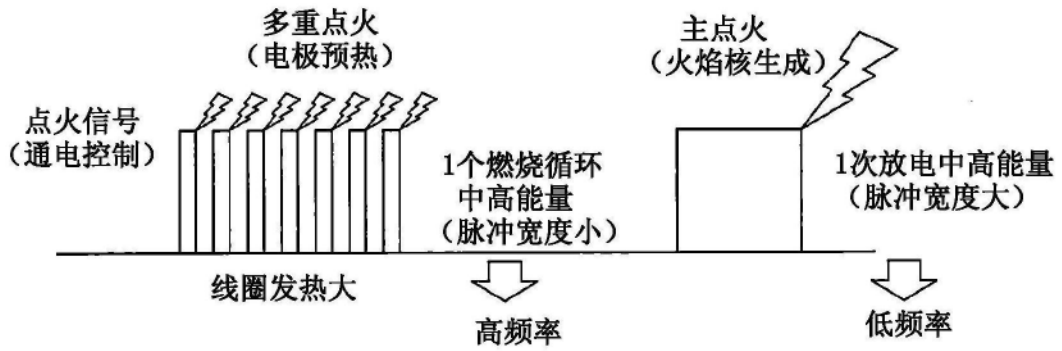 多重点火
（电极预热）
主点火
（火焰核生成）
点火信号
（通电控制）
1个燃烧循环
中高能量
（脉冲宽度小）
1次放电中高能量
（脉冲宽度大）
线圈发热大
高频率
低频率